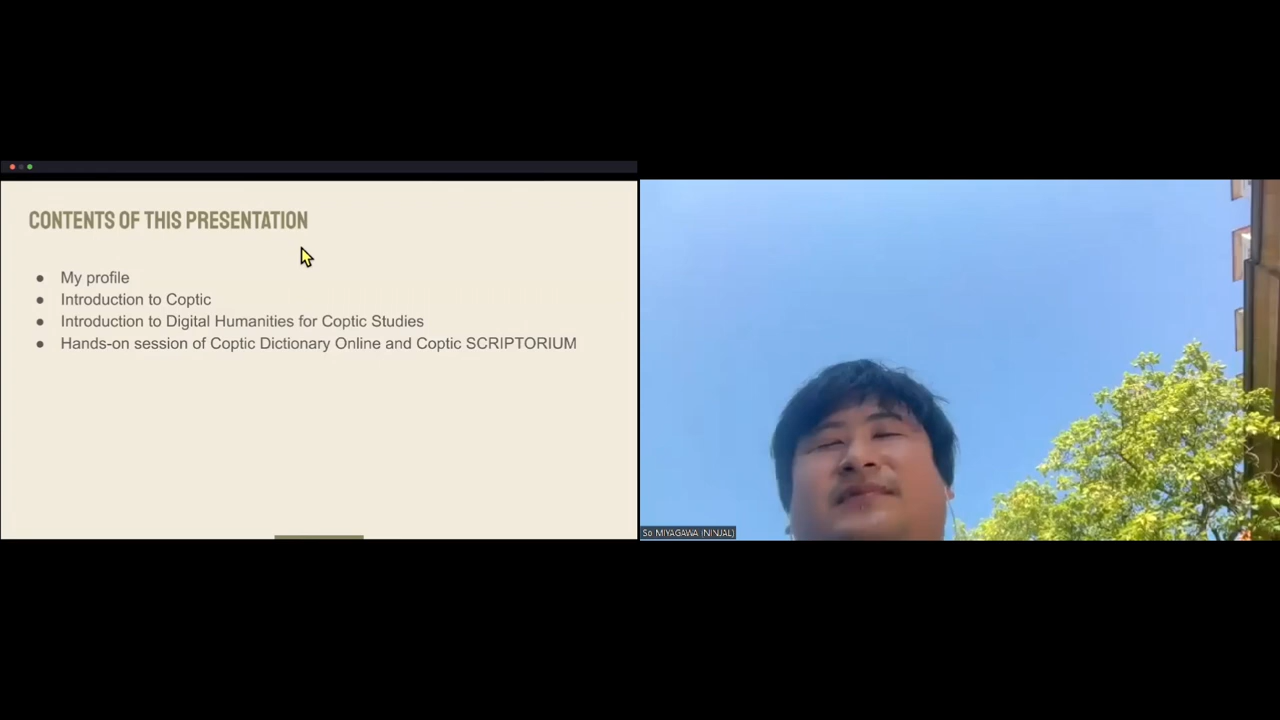 CONTENTS OF THIS PRESENTATION
● My profile
● Introduction to Coptic
● Introduction to Digital Humanities for Coptic Studies
● Hands-on session of Coptic Dictionary Online and Coptic SCRIPTORIUM
So MIYAGAWA (NINJAL)